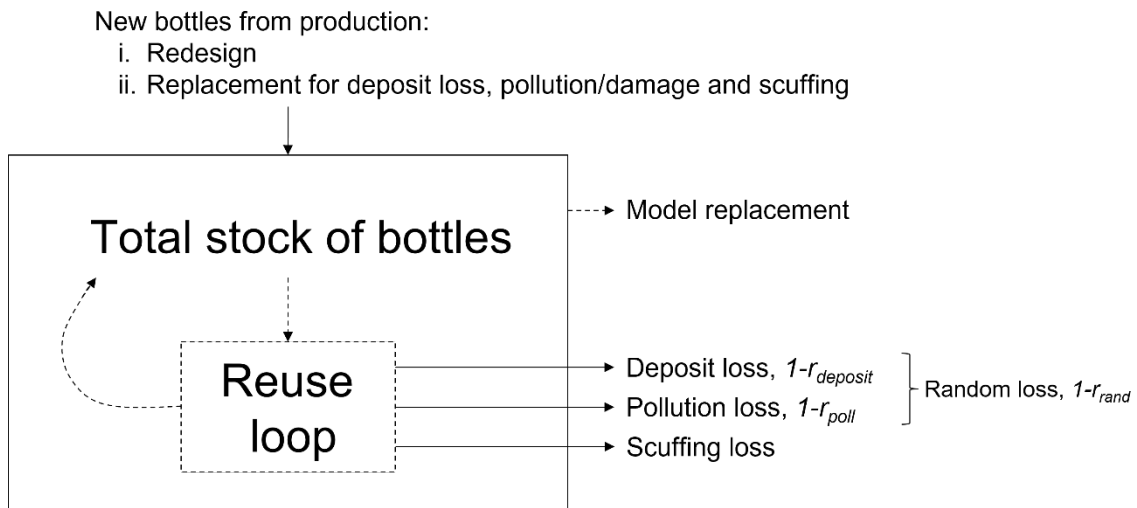 New bottles from production:
i. Redesign
ii. Replacement for deposit loss, pollution/damage and scuffing
Total stock of bottles
Model replacement
Reuse
loop
Deposit loss, 1-r_deposit
Pollution loss, 1-r_poll
Scuffing loss
Random loss, 1-r_rand